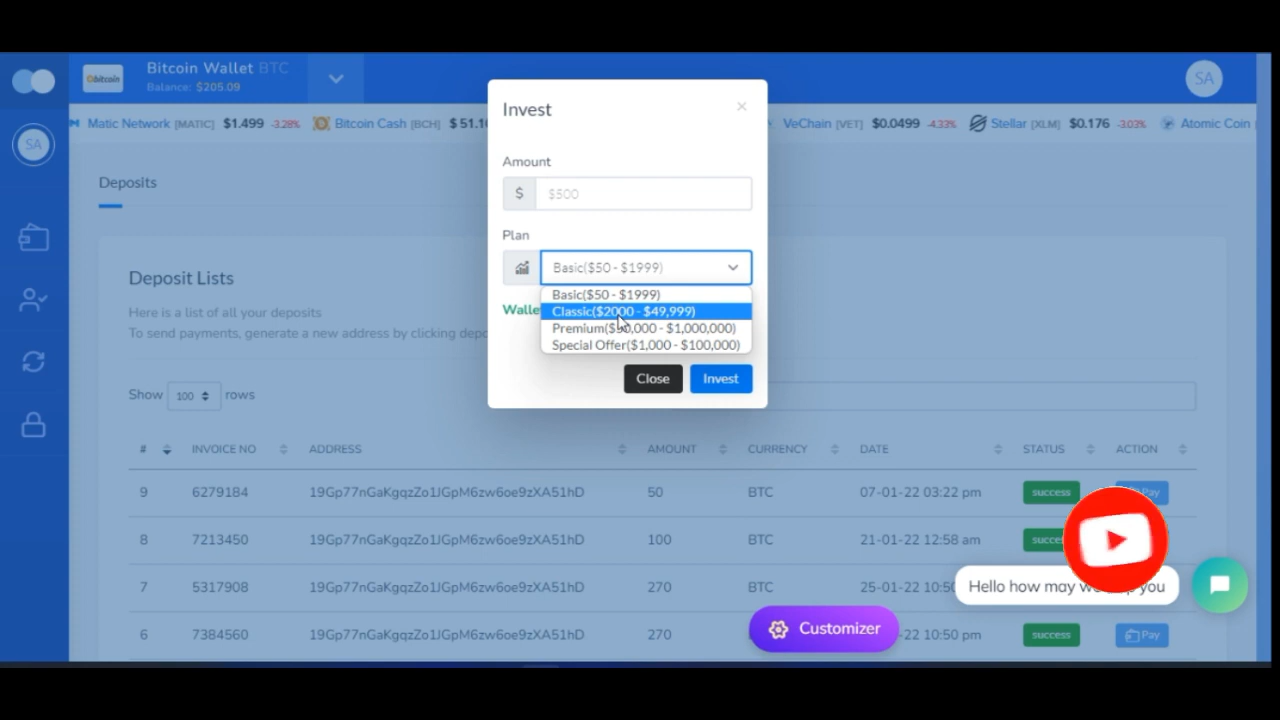 Bitcoin Wallet BTC
Balance: $205.09
SA
Matic Network [MATIC] $1.499 -3.28% Bitcoin Cash [BCH] $ 51.1
VeChain [VET] $0.0499 -4.33% Stellar [XLM] $0.176 -3.03% Atomic Coin
SA
Deposits
Invest ×
Amount
$ $500
Plan
Basic($50 - $1999)
Basic($50 - $1999)
Classic($2000 - $49,999)
Premium($50,000 - $1,000,000)
Special Offer($1,000 - $100,000)
Close Invest
Deposit Lists
Here is a list of all your deposits
To send payments, generate a new address by clicking
Show 100 rows
# INVOICE NO ADDRESS AMOUNT CURRENCY DATE STATUS ACTION
9 6279184 19Gp77nGaKgqzZo1JGpM6zw6oe9zXA51hD 50 BTC 07-01-22 03:22 pm success Pay
8 7213450 19Gp77nGaKgqzZo1JGpM6zw6oe9zXA51hD 100 BTC 21-01-22 12:58 am
7 5317908 19Gp77nGaKgqzZo1JGpM6zw6oe9zXA51hD 270 BTC 25-01-22
6 7384560 19Gp77nGaKgqzZo1JGpM6zw6oe9zXA51hD 270 -22 10:50 pm success Pay
Hello how may you
Customizer